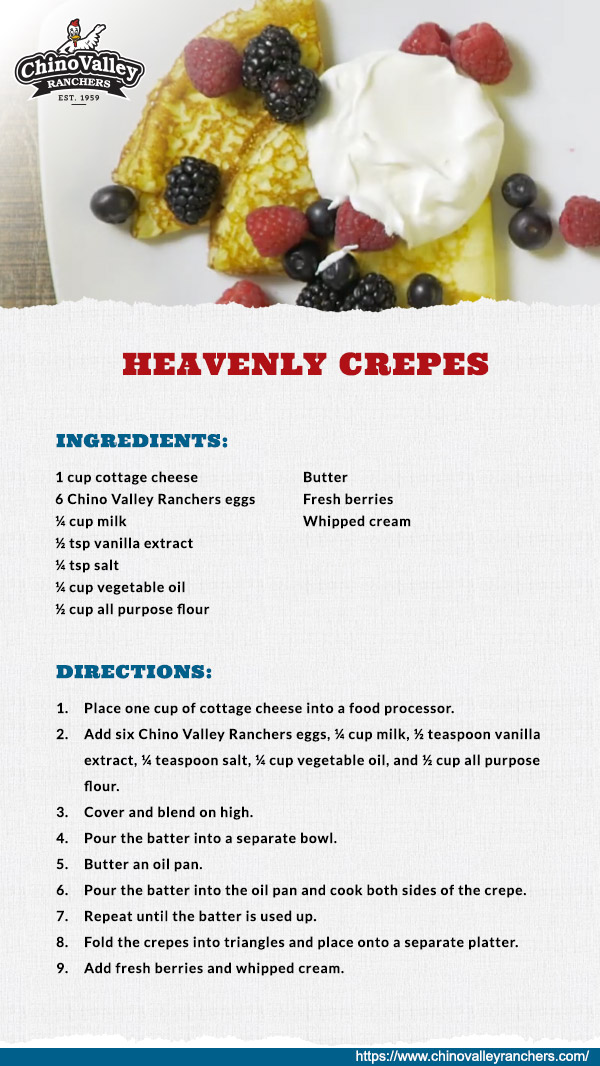 Chino Valley
RANCHERS
EST. 1959
HEAVENLY CREPES
INGREDIENTS:
1 cup cottage cheese
6 Chino Valley Ranchers eggs
¼ cup milk
½ tsp vanilla extract
¼ tsp salt
¼ cup vegetable oil
½ cup all purpose flour
Butter
Fresh berries
Whipped cream
DIRECTIONS:
1. Place one cup of cottage cheese into a food processor.
2. Add six Chino Valley Ranchers eggs, ¼ cup milk, ½ teaspoon vanilla
extract, ¼ teaspoon salt, ¼ cup vegetable oil, and ½ cup all purpose
flour.
3. Cover and blend on high.
4. Pour the batter into a separate bowl.
5. Butter an oil pan.
6. Pour the batter into the oil pan and cook both sides of the crepe.
7. Repeat until the batter is used up.
8. Fold the crepes into triangles and place onto a separate platter.
9. Add fresh berries and whipped cream.
https://www.chinovalleyranchers.com/